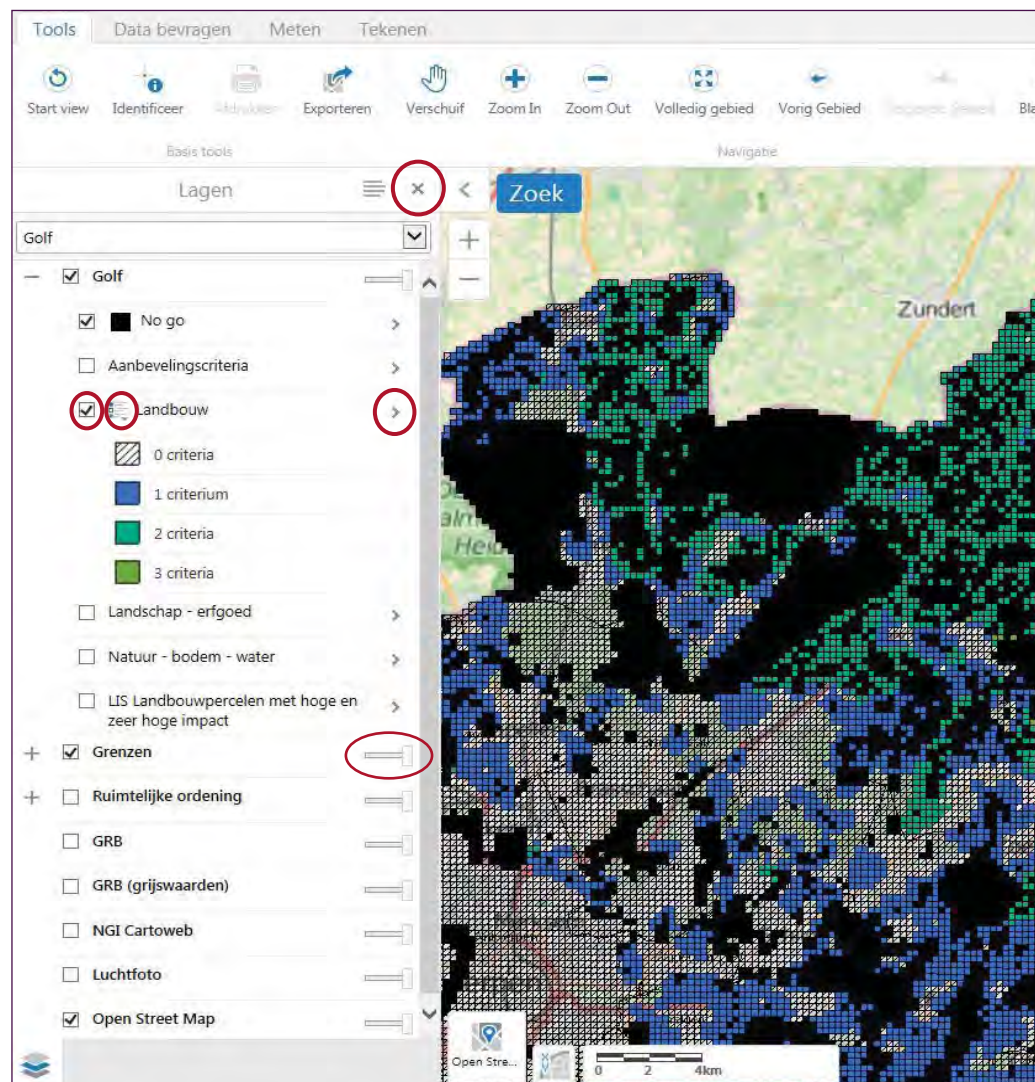 Tools Data bevragen Meten Tekenen
Start view Identificeer Afdrukken Exporteren Verschuif Zoom In Zoom Out Volledig gebied Vorig Gebied
Basis tools Navigatie
Lagen
Zoek
Golf
Golf
No go
Aanbevelingscriteria
Landbouw
0 criteria
1 criterium
2 criteria
3 criteria
Landschap - erfgoed
Natuur - bodem - water
LIS Landbouwpercelen met hoge en
zeer hoge impact
Grenzen
Ruimtelijke ordening
GRB
GRB (grijswaarden)
NGI Cartoweb
Luchtfoto
Open Street Map
Zundert
Open Stre...
0 2 4km